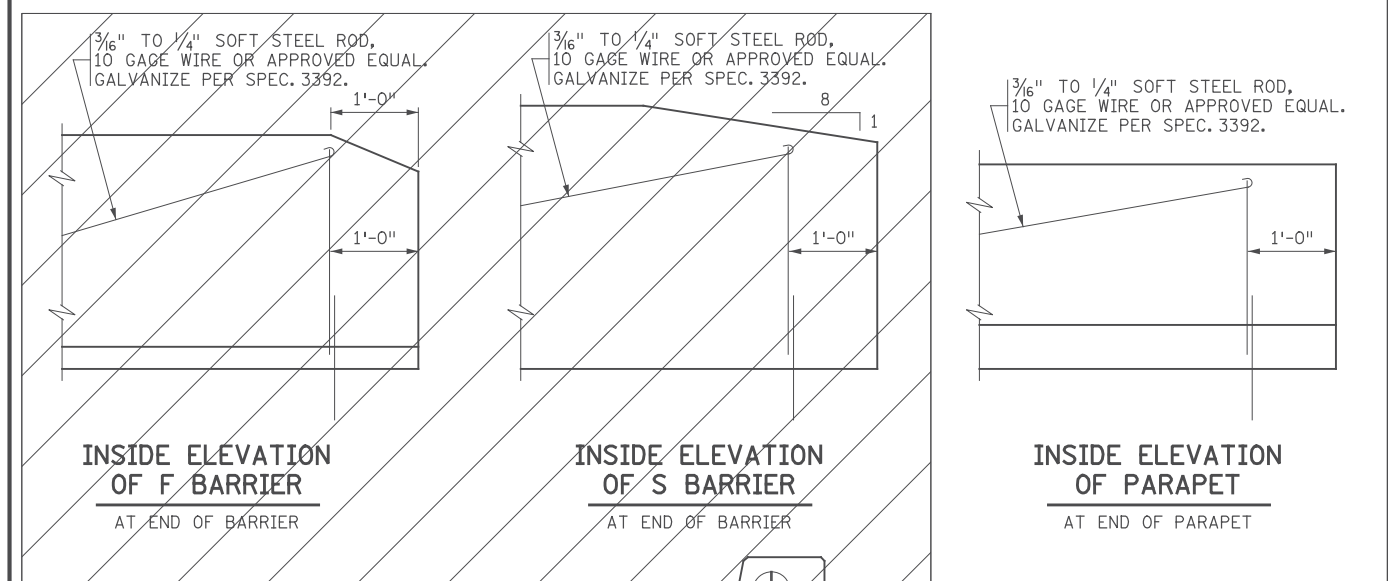 3/16" TO 1/4" SOFT STEEL ROD,
10 GAGE WIRE OR APPROVED EQUAL.
GALVANIZE PER SPEC. 3392.
1'-0"
1'-0"
INSIDE ELEVATION
OF F BARRIER
AT END OF BARRIER
3/16" TO 1/4" SOFT STEEL ROD,
10 GAGE WIRE OR APPROVED EQUAL.
GALVANIZE PER SPEC. 3392.
8
1
1'-0"
INSIDE ELEVATION
OF S BARRIER
AT END OF BARRIER
3/16" TO 1/4" SOFT STEEL ROD,
10 GAGE WIRE OR APPROVED EQUAL.
GALVANIZE PER SPEC. 3392.
1'-0"
INSIDE ELEVATION
OF PARAPET
AT END OF PARAPET